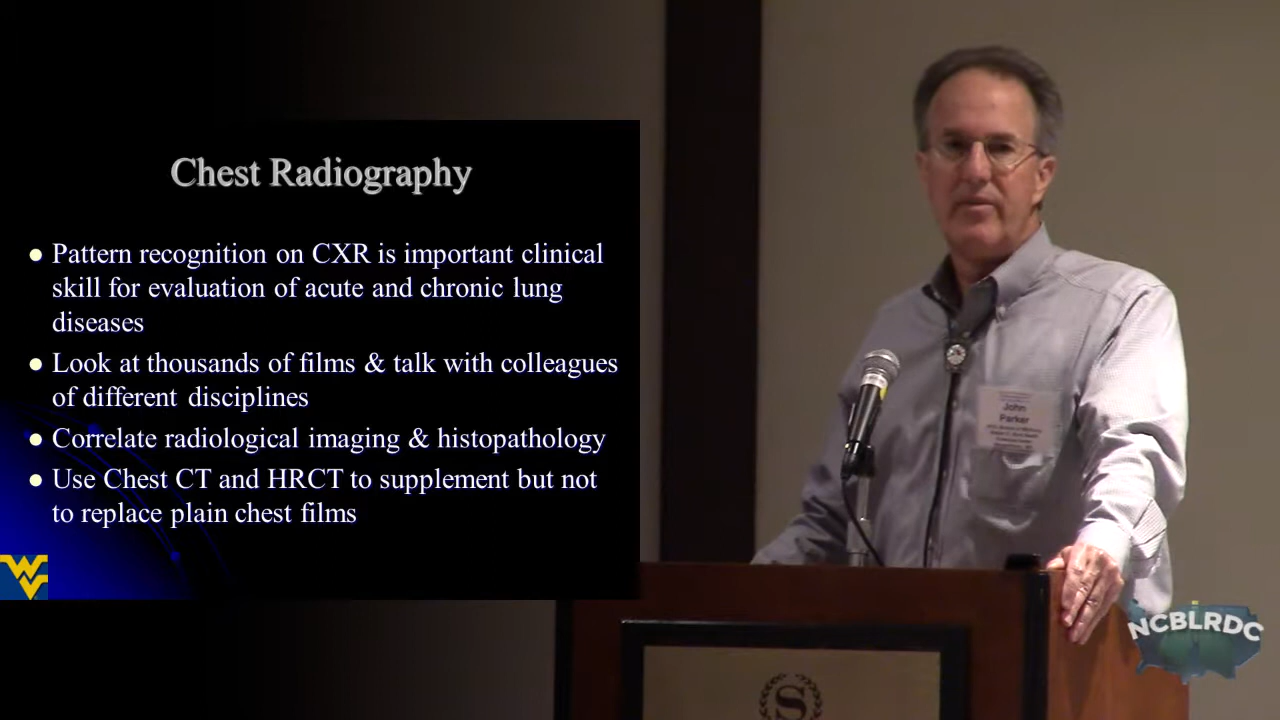 Chest Radiography
Pattern recognition on CXR is important clinical
skill for evaluation of acute and chronic lung
diseases
Look at thousands of films & talk with colleagues
of different disciplines
Correlate radiological imaging & histopathology
Use Chest CT and HRCT to supplement but not
to replace plain chest films
WV
John
Parker
NCBLRDC
S